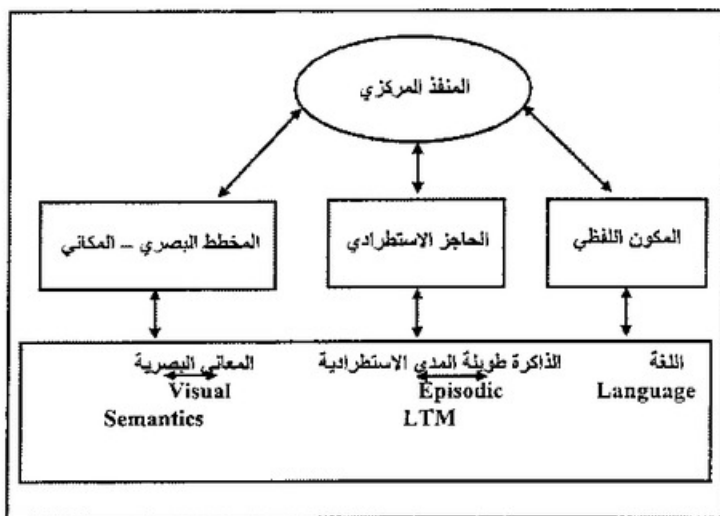 المنفذ المركزي
المكون اللفظي
الحاجز الاستطرادي
المخطط البصري – المكاني
اللغة
الذاكرة طويلة المدي الاستطرادية
المعاني البصرية
Visual Episodic Language
Semantics LTM